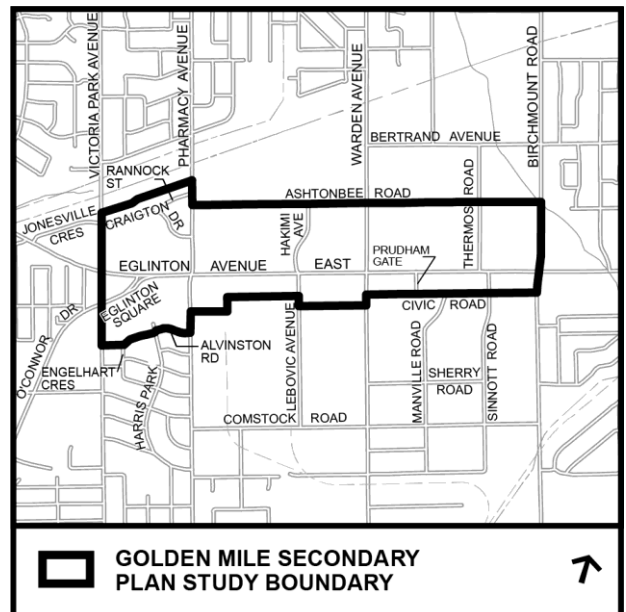 VICTORIA PARK AVENUE
PHARMACY AVENUE
WARDEN AVENUE
BIRCHMOUNT ROAD
BERTRAND AVENUE
RANNOCK
ST
ASHTONBEE ROAD
THERMOS ROAD
JONESVILLE
CRES
CRAIGTON
DR
HAKIMI
AVE
PRUDHAM
GATE
EGLINTON AVENUE EAST
EGLINTON
SQUARE
CIVIC ROAD
O'CONNOR DR
ALVINSTON
RD
LEBOVIC AVENUE
MANVILLE ROAD
SINNOTT ROAD
ENGELHART
CRES
HARRIS PARK
SHERRY
ROAD
COMSTOCK ROAD
GOLDEN MILE SECONDARY
PLAN STUDY BOUNDARY